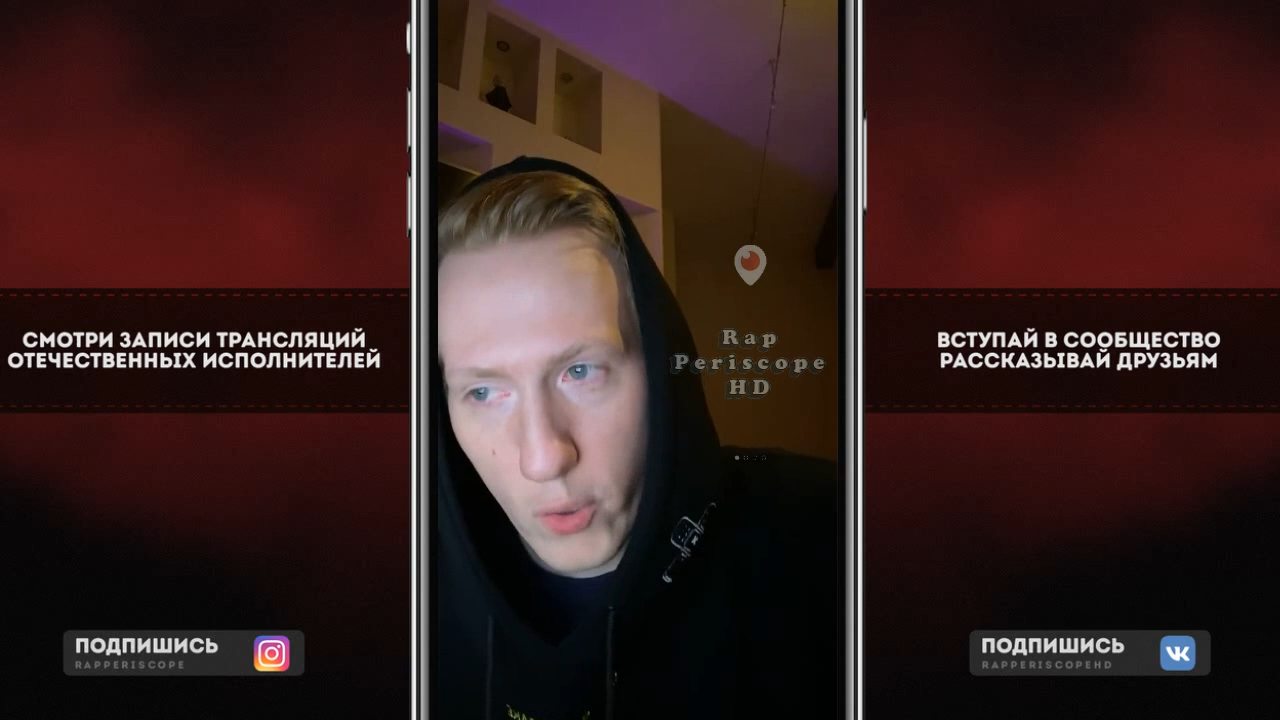 СМОТРИ ЗАПИСИ ТРАНСЛЯЦИЙ
ОТЕЧЕСТВЕННЫХ ИСПОЛНИТЕЛЕЙ
ПОДПИШИСЬ
RAPPERISCOPE
Rap
Periscope
HD
ВСТУПАЙ В СООБЩЕСТВО
РАССКАЗЫВАЙ ДРУЗЬЯМ
ПОДПИШИСЬ
RAPPERISCOPEHD